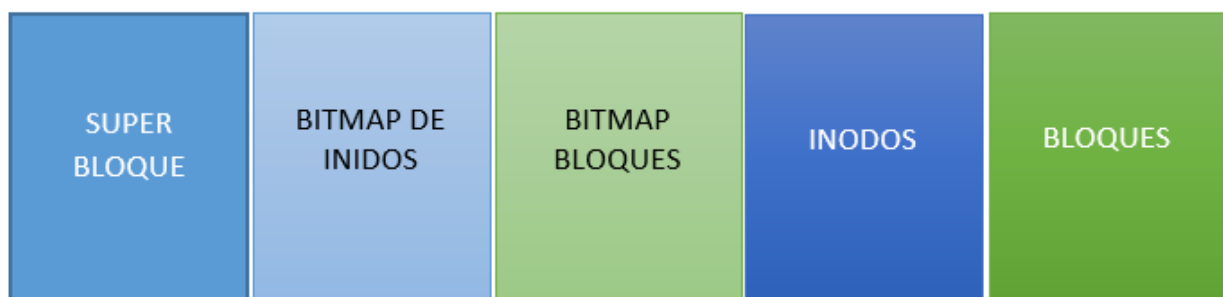 SUPER
BLOQUE
BITMAP DE
INIDOS
BITMAP
BLOQUES
INODOS
BLOQUES